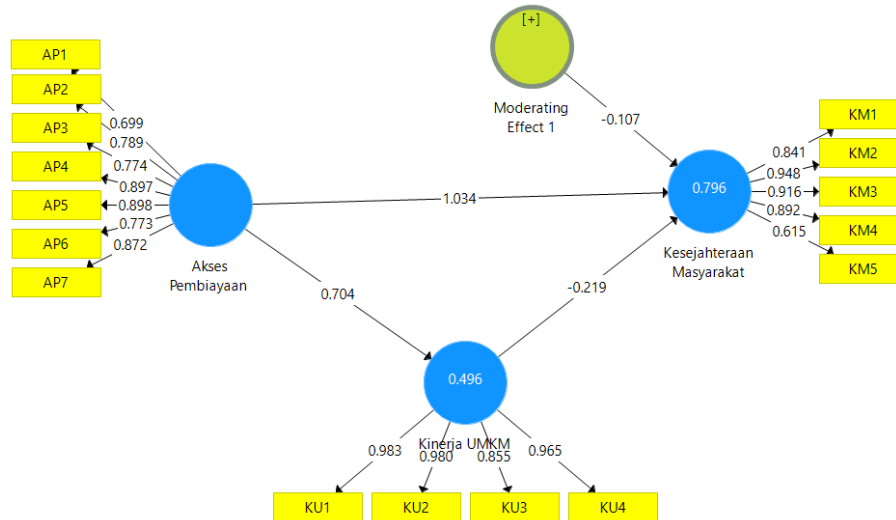 AP1
AP2
AP3
AP4
AP5
AP6
AP7
0.699
0.789
0.774
0.897
0.898
0.773
0.872
Akses
Pembiayaan
[+]
Moderating
Effect 1
-0.107
1.034
0.704
-0.219
0.796
Kesejahteraan
Masyarakat
0.841
0.948
0.916
0.892
0.615
KM1
KM2
KM3
KM4
KM5
0.496
Kinerja UMKM
0.983
0.980
0.855
0.965
KU1
KU2
KU3
KU4